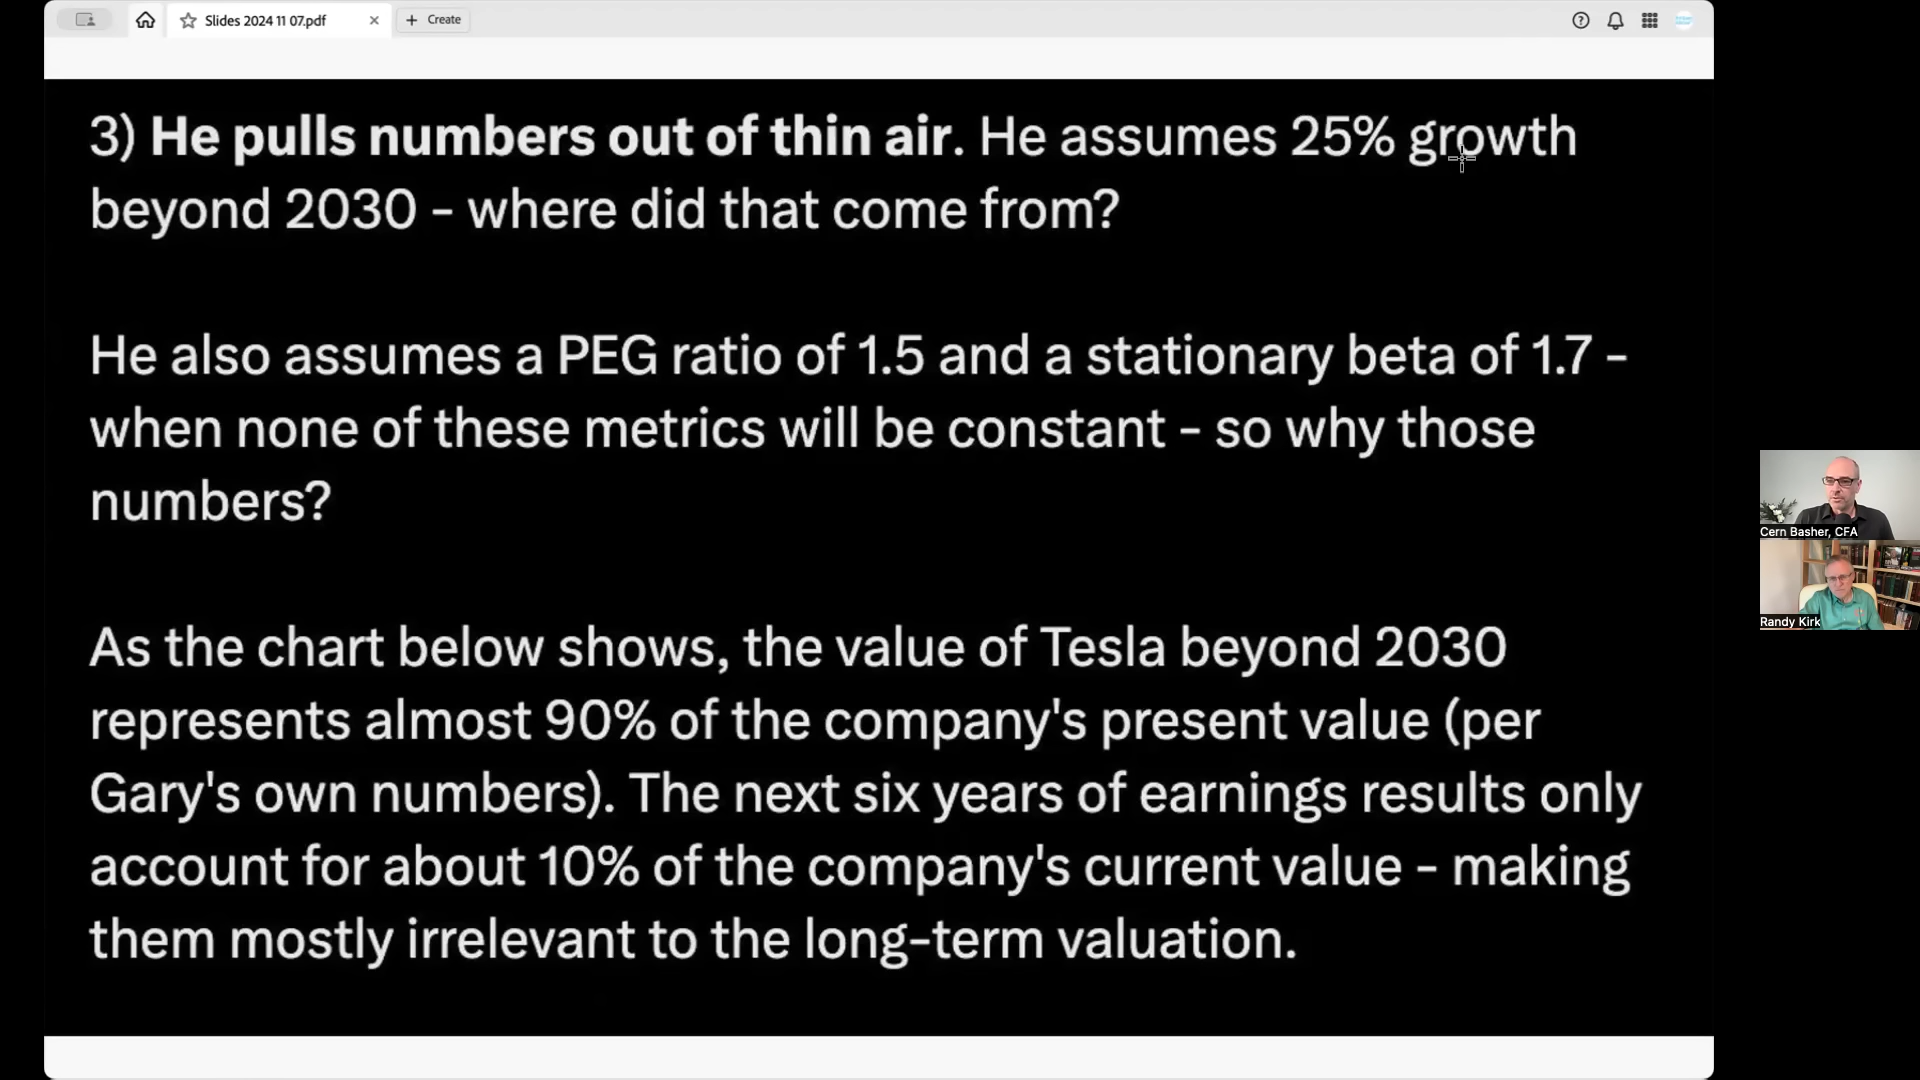 Slides 2024 11 07.pdf
Create
3) He pulls numbers out of thin air. He assumes 25% growth
beyond 2030 – where did that come from?
He also assumes a PEG ratio of 1.5 and a stationary beta of 1.7 –
when none of these metrics will be constant – so why those
numbers?
As the chart below shows, the value of Tesla beyond 2030
represents almost 90% of the company's present value (per
Gary's own numbers). The next six years of earnings results only
account for about 10% of the company's current value – making
them mostly irrelevant to the long-term valuation.
Cern Basher, CFA
Randy Kirk